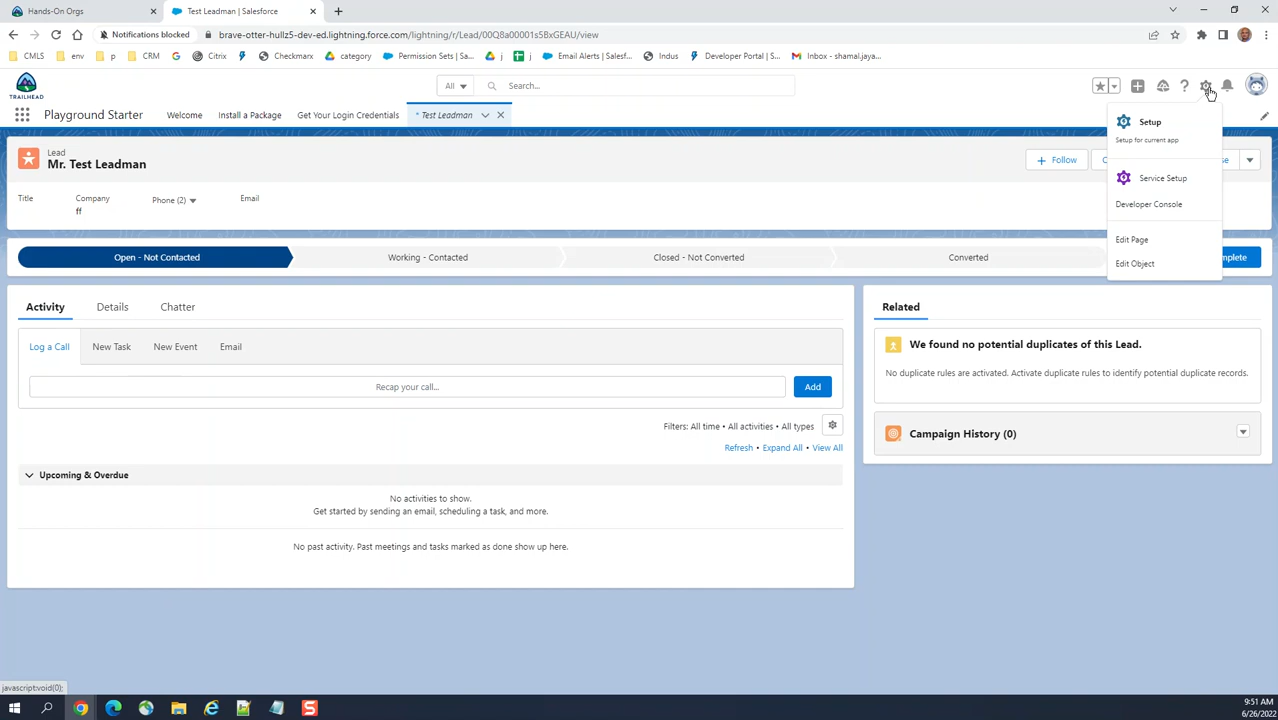 Hands-On Orgs
Test Leadman | Salesforce
Notifications blocked
brave-otter-hullz5-dev-ed.lightning.force.com/lightning/r/Lead/00Q8a00001s5BxGEAU/view
CMLS
env
p
CRM
G
Citrix
Checkmarx
category
Permission Sets | Sa...
j
j
Email Alerts | Salesf...
Indus
Developer Portal | S...
Inbox - shamal.jaya...
TRAILHEAD
All
Search...
Playground Starter
Welcome
Install a Package
Get Your Login Credentials
* Test Leadman
Setup
Setup for current app
Service Setup
Developer Console
Edit Page
Edit Object
Lead
Mr. Test Leadman
+ Follow
C
se
Title
Company
Phone (2)
Email
ff
Open - Not Contacted
Working - Contacted
Closed - Not Converted
Converted
mplete
Activity
Details
Chatter
Log a Call
New Task
New Event
Email
Recap your call...
Add
Filters: All time • All activities • All types
Refresh • Expand All • View All
Upcoming & Overdue
No activities to show.
Get started by sending an email, scheduling a task, and more.
No past activity. Past meetings and tasks marked as done show up here.
Related
We found no potential duplicates of this Lead.
No duplicate rules are activated. Activate duplicate rules to identify potential duplicate records.
Campaign History (0)
javascript:void(0);
9:51 AM
6/26/2022